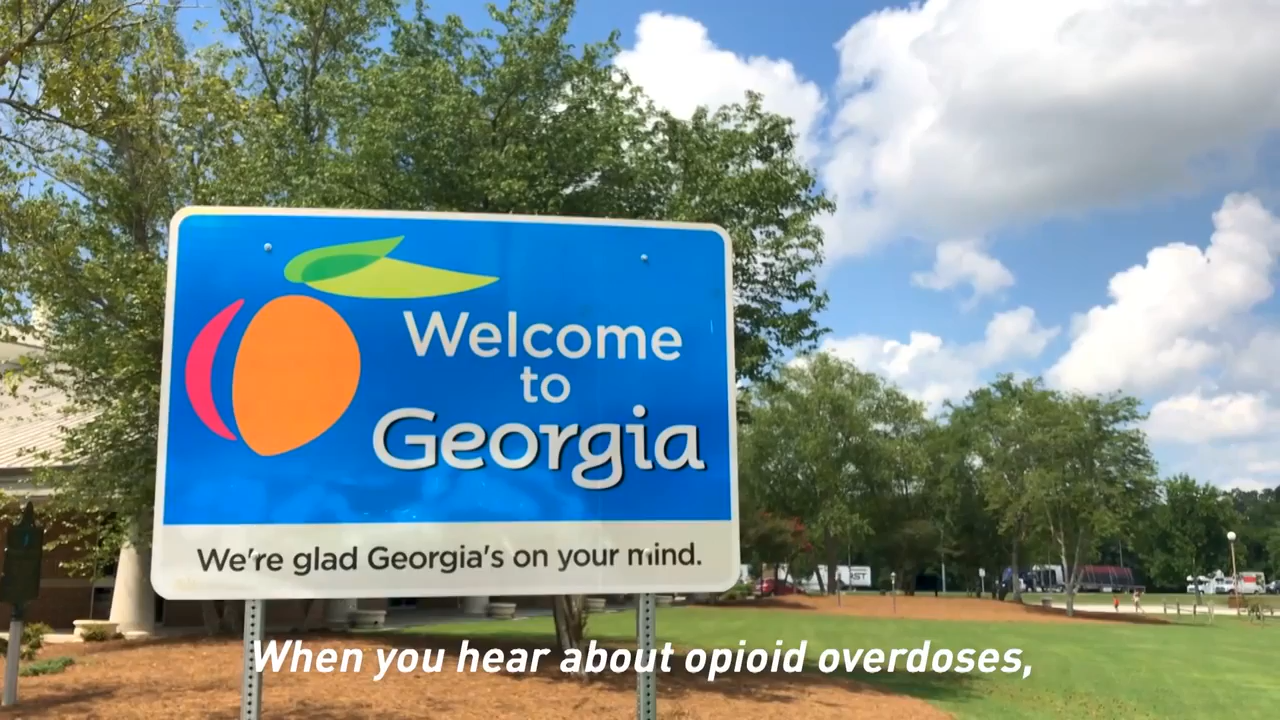 Welcome
to
Georgia
We're glad Georgia's on your mind.
When you hear about opioid overdoses,